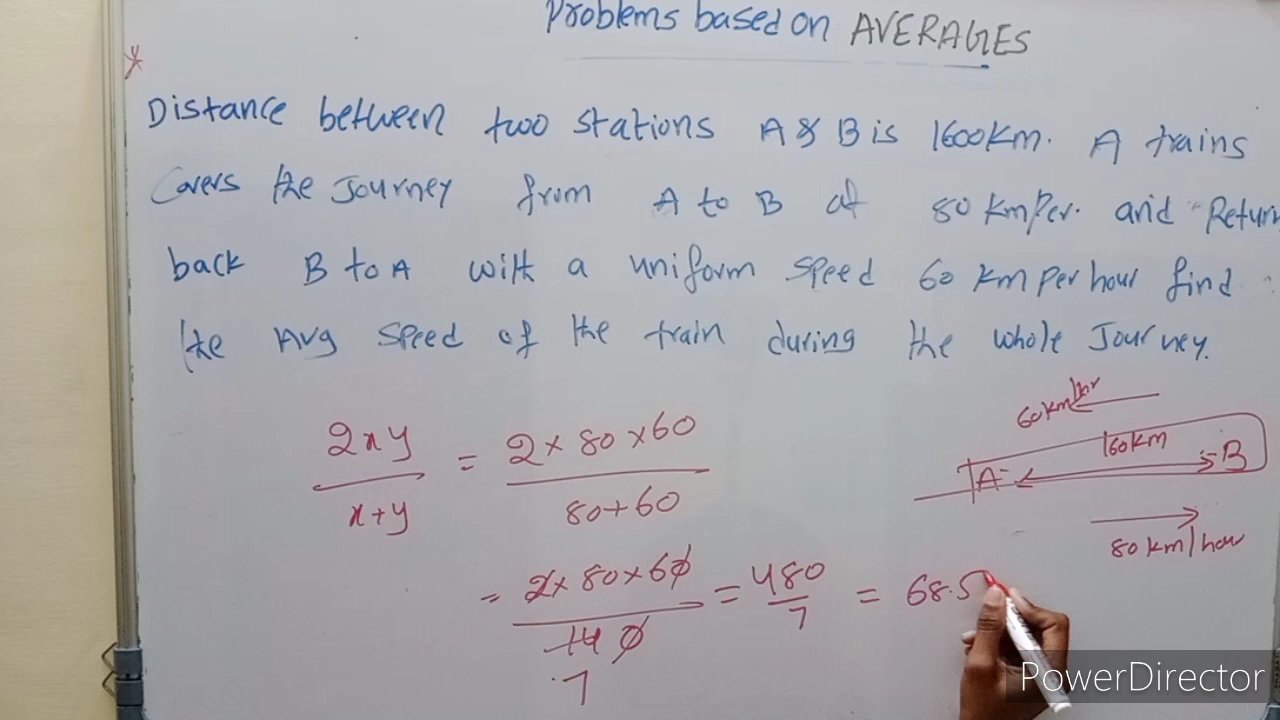 Problems based on AVERAGES
Distance between two stations A & B is 1600km. A trains
Covers the Journey from A to B at 80 Km/Per. and Return
back B to A with a uniform speed 60 Km per hour find
the Avg speed of the train during the whole Journey.
2xy / x+y = 2 × 80 × 60 / 80+60
= 2 × 80 × 60 / 140 = 480 / 7 = 68.5
7
60km/hr
160km
A B
80 km/hour
PowerDirector